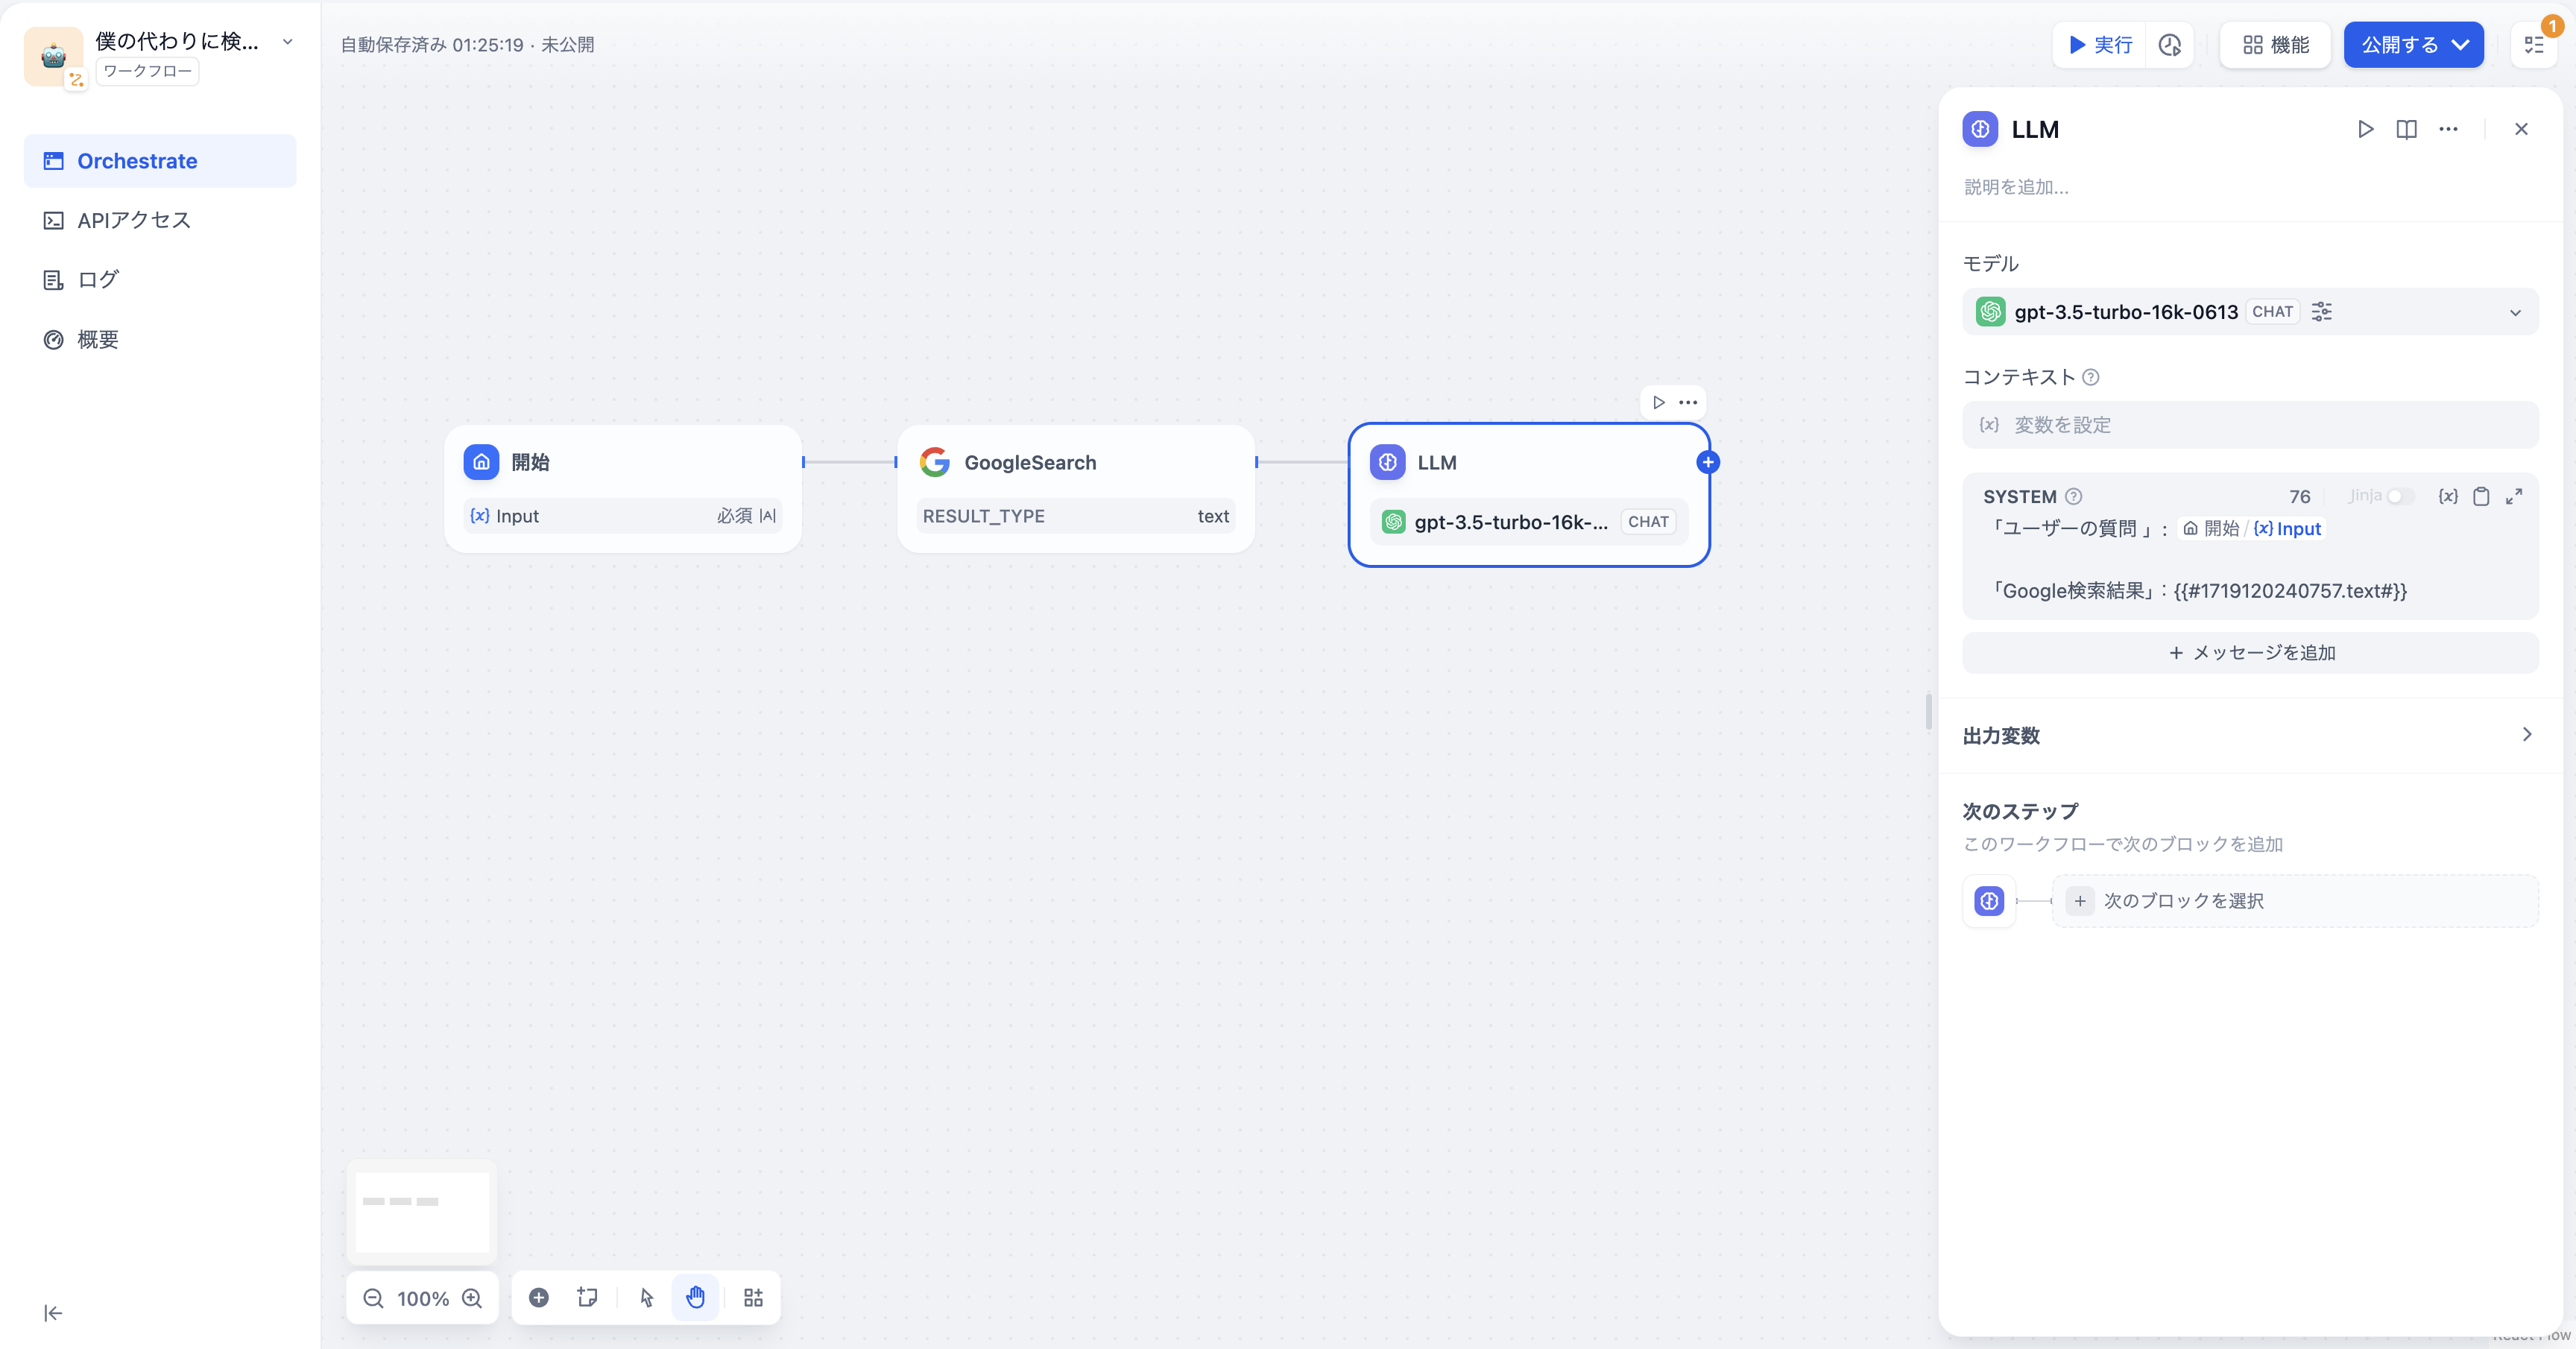 僕の代わりに検...
ワークフロー
Orchestrate
APIアクセス
ログ
概要
自動保存済み 01:25:19 · 未公開
実行
機能
公開する
1
開始
{x} Input 必須
GoogleSearch
RESULT_TYPE text
LLM
gpt-3.5-turbo-16k-... CHAT
100%
LLM
説明を追加...
モデル
gpt-3.5-turbo-16k-0613 CHAT
コンテキスト
{x} 変数を設定
SYSTEM 76 Jinja {x}
「ユーザーの質問 」: 開始 / {x} Input
「Google検索結果」: {{#1719120240757.text#}}
+ メッセージを追加
出力変数
次のステップ
このワークフローで次のブロックを追加
+ 次のブロックを選択
React Flow